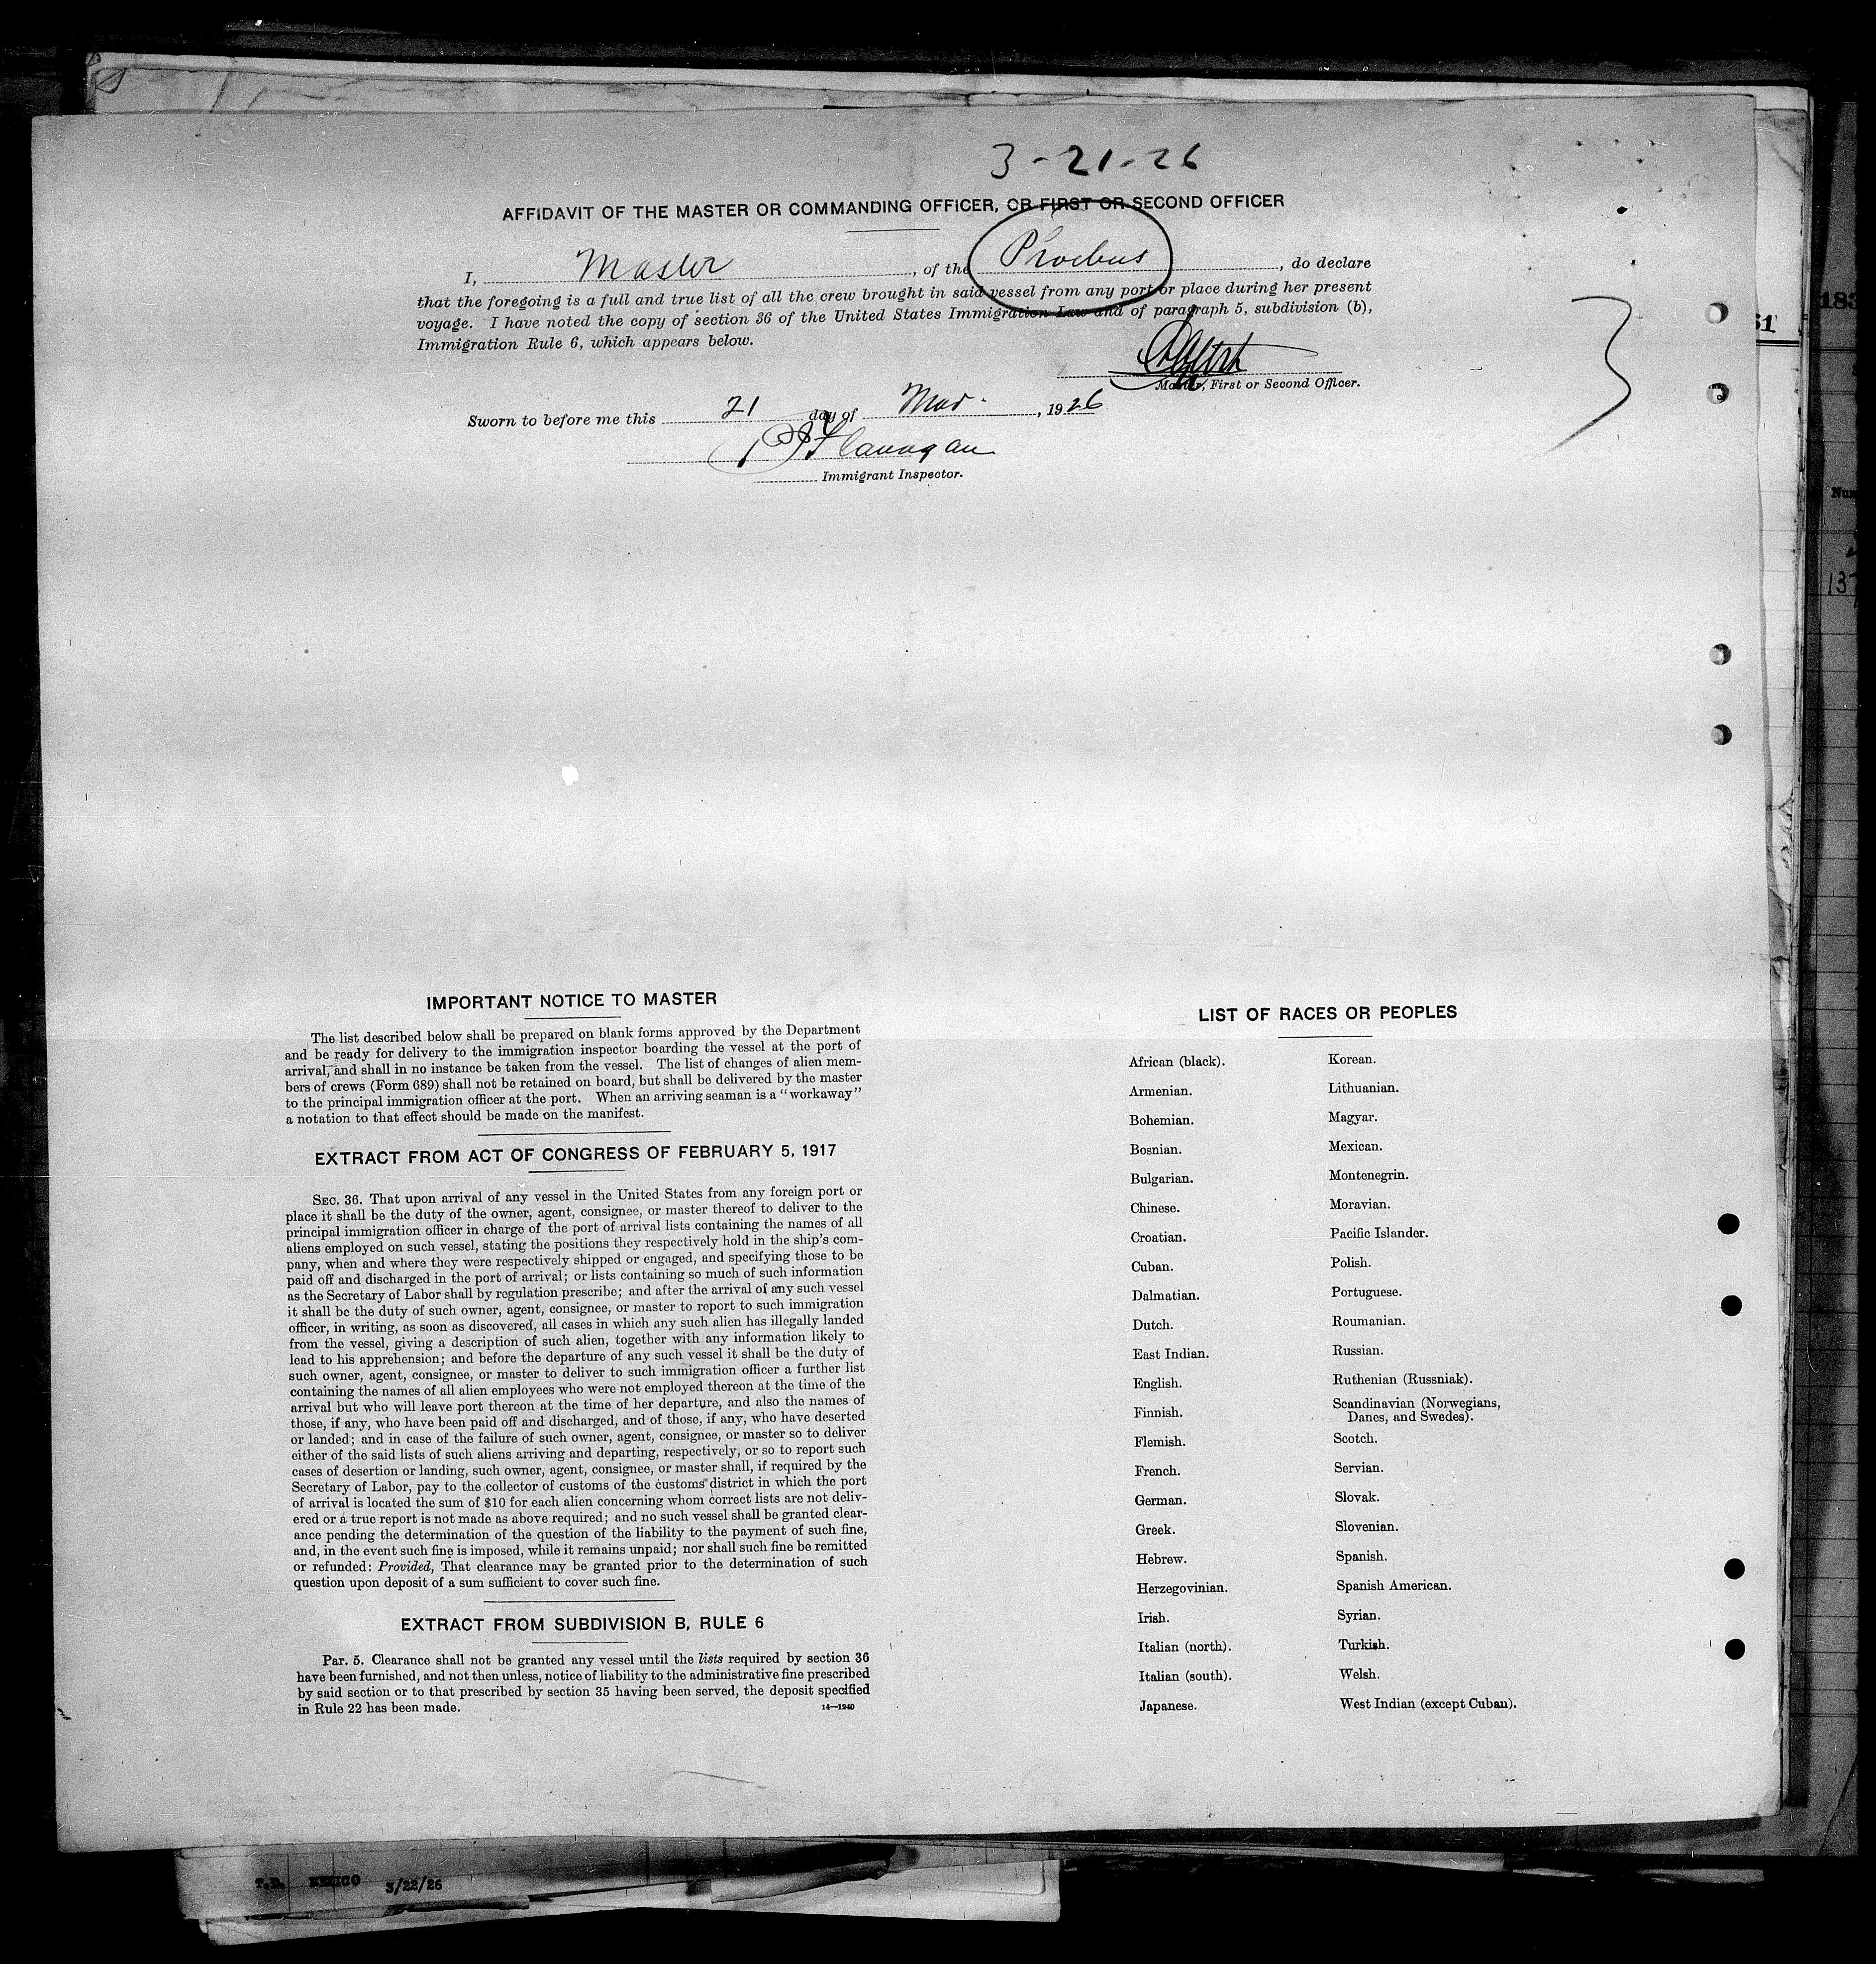 3-21-26
AFFIDAVIT OF THE MASTER OR COMMANDING OFFICER, OR FIRST OR SECOND OFFICER
I, Master, of the Phoebus, do declare
that the foregoing is a full and true list of all the crew brought in said vessel from any port or place during her present
voyage. I have noted the copy of section 36 of the United States Immigration Law and of paragraph 5, subdivision (b),
Immigration Rule 6, which appears below.
Master, First or Second Officer.
Sworn to before me this 21 day of Mar., 1926
Flanagan
Immigrant Inspector.
3
IMPORTANT NOTICE TO MASTER
The list described below shall be prepared on blank forms approved by the Department
and be ready for delivery to the immigration inspector boarding the vessel at the port of
arrival, and shall in no instance be taken from the vessel. The list of changes of alien mem-
bers of crews (Form 689) shall not be retained on board, but shall be delivered by the master
to the principal immigration officer at the port. When an arriving seaman is a "workaway"
a notation to that effect should be made on the manifest.
EXTRACT FROM ACT OF CONGRESS OF FEBRUARY 5, 1917
SEC. 36. That upon arrival of any vessel in the United States from any foreign port or
place it shall be the duty of the owner, agent, consignee, or master thereof to deliver to the
principal immigration officer in charge of the port of arrival lists containing the names of all
aliens employed on such vessel, stating the positions they respectively hold in the ship's com-
pany, when and where they were respectively shipped or engaged, and specifying those to be
paid off and discharged in the port of arrival; or lists containing so much of such information
as the Secretary of Labor shall by regulation prescribe; and after the arrival of any such vessel
it shall be the duty of such owner, agent, consignee, or master to report to such immigration
officer, in writing, as soon as discovered, all cases in which any such alien has illegally landed
from the vessel, giving a description of such alien, together with any information likely to
lead to his apprehension; and before the departure of any such vessel it shall be the duty of
such owner, agent, consignee, or master to deliver to such immigration officer a further list
containing the names of all alien employees who were not employed thereon at the time of the
arrival but who will leave port thereon at the time of her departure, and also the names of
those, if any, who have been paid off and discharged, and of those, if any, who have deserted
or landed; and in case of the failure of such owner, agent, consignee, or master so to deliver
either of the said lists of such aliens arriving and departing, respectively, or so to report such
cases of desertion or landing, such owner, agent, consignee, or master shall, if required by the
Secretary of Labor, pay to the collector of customs of the customs district in which the port
of arrival is located the sum of $10 for each alien concerning whom correct lists are not deliv-
ered or a true report is not made as above required; and no such vessel shall be granted clear-
ance pending the determination of the question of the liability to the payment of such fine,
and, in the event such fine is imposed, while it remains unpaid; nor shall such fine be remitted
or refunded: Provided, That clearance may be granted prior to the determination of such
question upon deposit of a sum sufficient to cover such fine.
EXTRACT FROM SUBDIVISION B, RULE 6
Par. 5. Clearance shall not be granted any vessel until the lists required by section 36
have been furnished, and not then unless, notice of liability to the administrative fine prescribed
by said section or to that prescribed by section 35 having been served, the deposit specified
in Rule 22 has been made.
14—1240
LIST OF RACES OR PEOPLES
African (black).
Armenian.
Bohemian.
Bosnian.
Bulgarian.
Chinese.
Croatian.
Cuban.
Dalmatian.
Dutch.
East Indian.
English.
Finnish.
Flemish.
French.
German.
Greek.
Hebrew.
Herzegovinian.
Irish.
Italian (north).
Italian (south).
Japanese.
Korean.
Lithuanian.
Magyar.
Mexican.
Montenegrin.
Moravian.
Pacific Islander.
Polish.
Portuguese.
Roumanian.
Russian.
Ruthenian (Russniak).
Scandinavian (Norwegians,
Danes, and Swedes).
Scotch.
Servian.
Slovak.
Slovenian.
Spanish.
Spanish American.
Syrian.
Turkish.
Welsh.
West Indian (except Cuban).
T.D. MEXICO 3/22/26